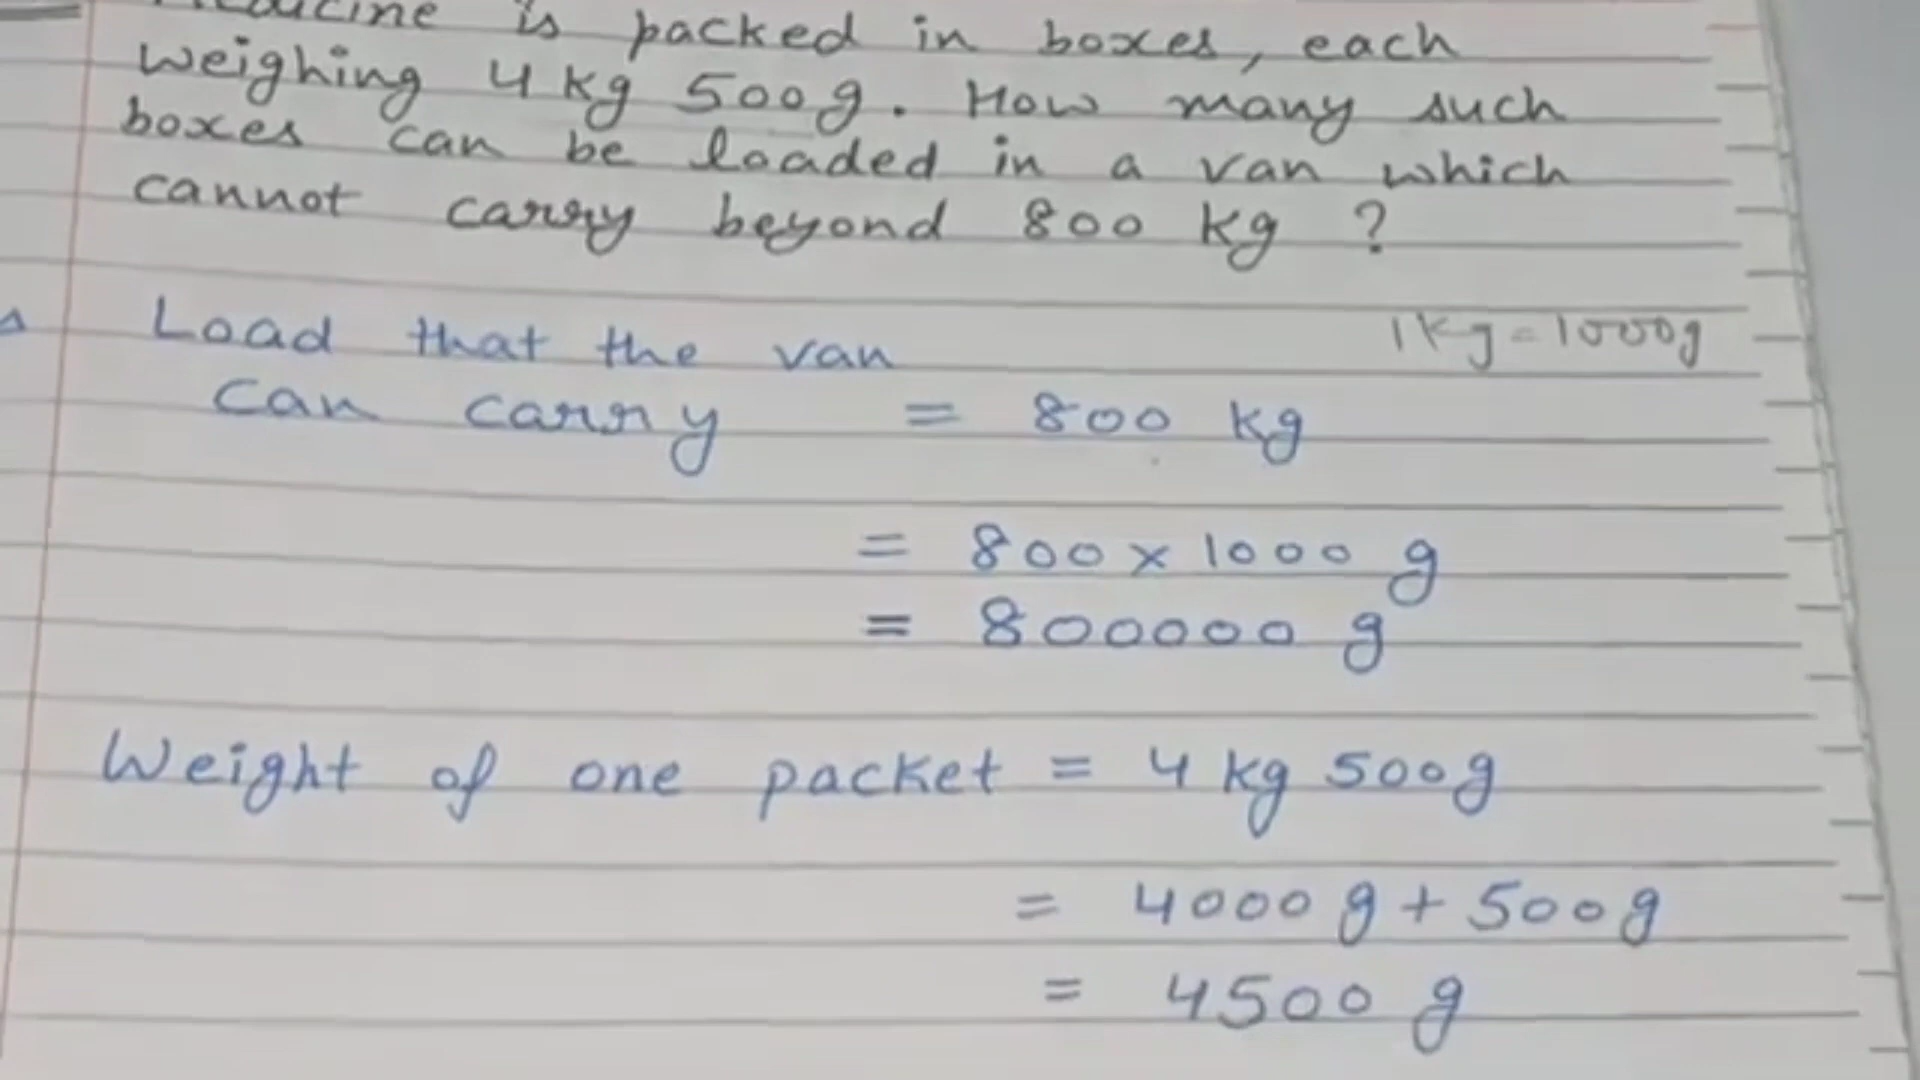 Medicine is packed in boxes, each
weighing 4 kg 500g. How many such
boxes can be loaded in a van which
cannot carry beyond 800 kg ?
Load that the van
1kg=1000g
can carry = 800 kg
= 800 x 1000 g
= 800000 g
Weight of one packet = 4 kg 500g
= 4000 g + 500g
= 4500 g